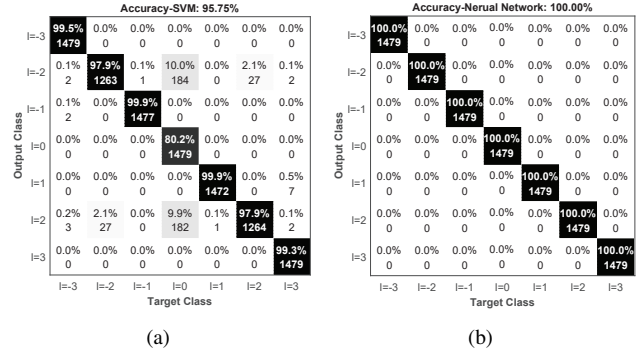 Accuracy-SVM: 95.75%
l=-3 99.5% 0.0% 0.0% 0.0% 0.0% 0.0% 0.0%
1479 0 0 0 0 0 0
l=-2 0.1% 97.9% 0.1% 10.0% 0.0% 2.1% 0.1%
2 1263 1 184 0 27 2
l=-1 0.1% 0.0% 99.9% 0.0% 0.0% 0.0% 0.0%
2 0 1477 0 0 0 0
l=0 0.0% 0.0% 0.0% 80.2% 0.0% 0.0% 0.0%
0 0 0 1479 0 0 0
l=1 0.0% 0.0% 0.0% 0.0% 99.9% 0.0% 0.5%
0 0 0 0 1472 0 7
l=2 0.2% 2.1% 0.0% 9.9% 0.1% 97.9% 0.1%
3 27 0 182 1 1264 2
l=3 0.0% 0.0% 0.0% 0.0% 0.0% 0.0% 99.3%
0 0 0 0 0 0 1479
l=-3 l=-2 l=-1 l=0 l=1 l=2 l=3
Output Class
Target Class
(a)
Accuracy-Nerual Network: 100.00%
l=-3 100.0% 0.0% 0.0% 0.0% 0.0% 0.0% 0.0%
1479 0 0 0 0 0 0
l=-2 0.0% 100.0% 0.0% 0.0% 0.0% 0.0% 0.0%
0 1479 0 0 0 0 0
l=-1 0.0% 0.0% 100.0% 0.0% 0.0% 0.0% 0.0%
0 0 1479 0 0 0 0
l=0 0.0% 0.0% 0.0% 100.0% 0.0% 0.0% 0.0%
0 0 0 1479 0 0 0
l=1 0.0% 0.0% 0.0% 0.0% 100.0% 0.0% 0.0%
0 0 0 0 1479 0 0
l=2 0.0% 0.0% 0.0% 0.0% 0.0% 100.0% 0.0%
0 0 0 0 0 1479 0
l=3 0.0% 0.0% 0.0% 0.0% 0.0% 0.0% 100.0%
0 0 0 0 0 0 1479
l=-3 l=-2 l=-1 l=0 l=1 l=2 l=3
Output Class
Target Class
(b)